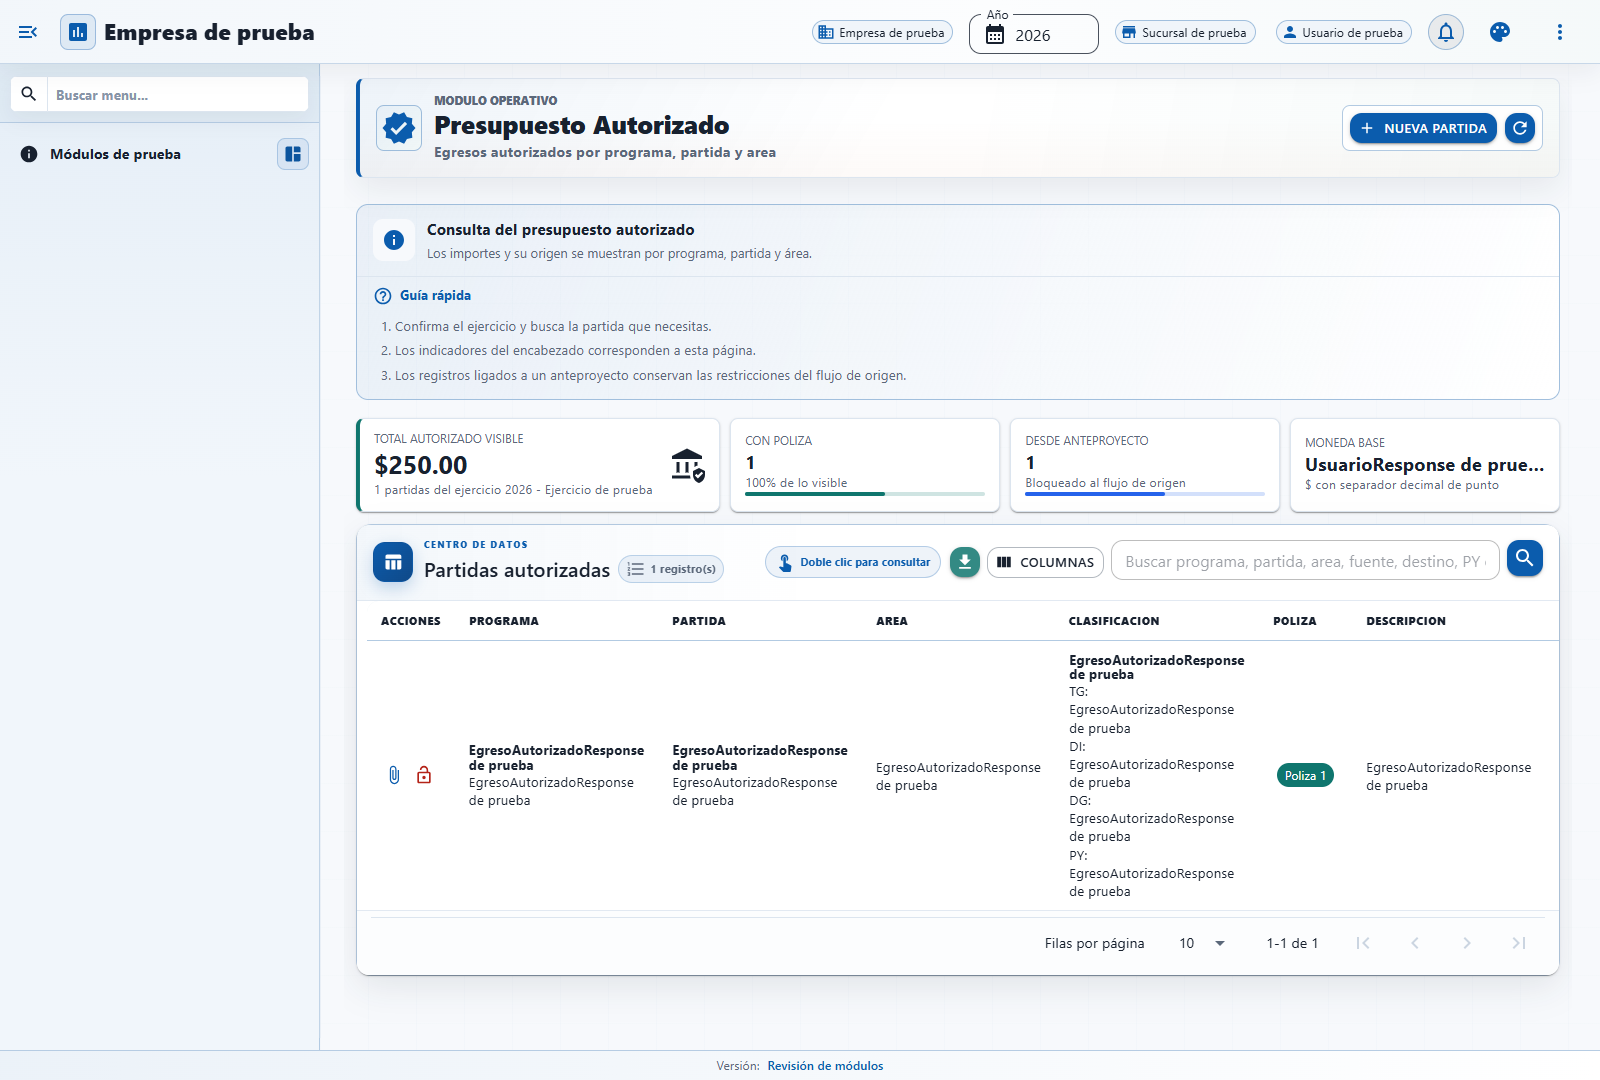 Empresa de prueba
Empresa de prueba
Año
2026
Sucursal de prueba
Usuario de prueba
Buscar menu...
Módulos de prueba
MODULO OPERATIVO
Presupuesto Autorizado
Egresos autorizados por programa, partida y area
NUEVA PARTIDA
Consulta del presupuesto autorizado
Los importes y su origen se muestran por programa, partida y área.
Guía rápida
1. Confirma el ejercicio y busca la partida que necesitas.
2. Los indicadores del encabezado corresponden a esta página.
3. Los registros ligados a un anteproyecto conservan las restricciones del flujo de origen.
TOTAL AUTORIZADO VISIBLE
$250.00
1 partidas del ejercicio 2026 - Ejercicio de prueba
CON POLIZA
1
100% de lo visible
DESDE ANTEPROYECTO
1
Bloqueado al flujo de origen
MONEDA BASE
UsuarioResponse de prue...
$ con separador decimal de punto
CENTRO DE DATOS
Partidas autorizadas
1 registro(s)
Doble clic para consultar
COLUMNAS
Buscar programa, partida, area, fuente, destino, PY
ACCIONES PROGRAMA PARTIDA AREA CLASIFICACION POLIZA DESCRIPCION
EgresoAutorizadoResponse
de prueba
EgresoAutorizadoResponse
de prueba
EgresoAutorizadoResponse
de prueba
EgresoAutorizadoResponse
de prueba
EgresoAutorizadoResponse
de prueba
EgresoAutorizadoResponse
de prueba
TG:
EgresoAutorizadoResponse
de prueba
DI:
EgresoAutorizadoResponse
de prueba
DG:
EgresoAutorizadoResponse
de prueba
PY:
EgresoAutorizadoResponse
de prueba
Poliza 1
EgresoAutorizadoResponse
de prueba
Filas por página 10 1-1 de 1
Versión: Revisión de módulos